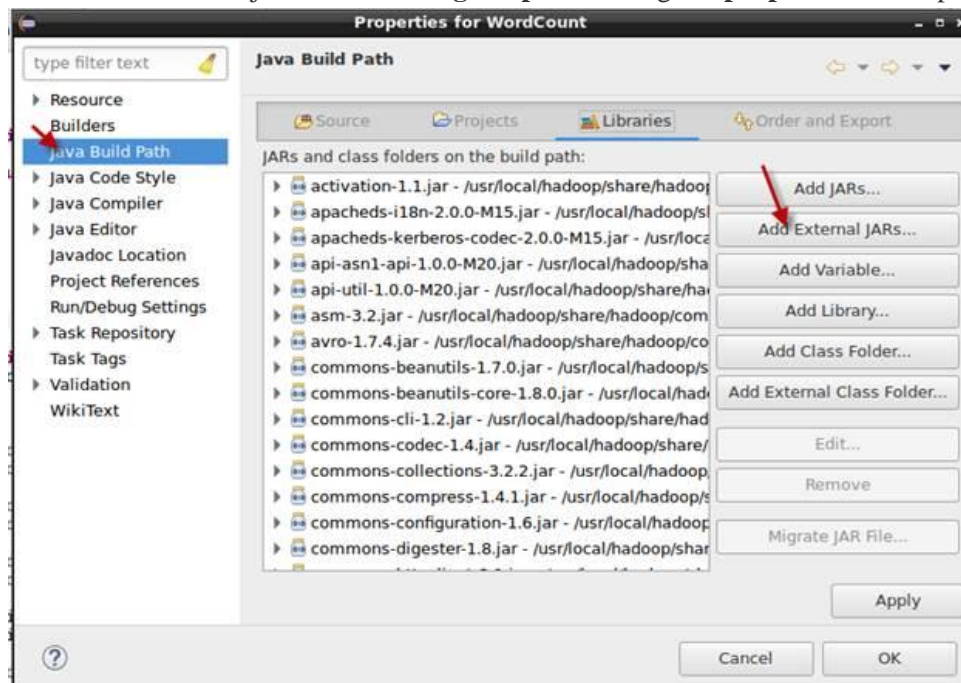 Properties for WordCount
type filter text
Resource
Builders
Java Build Path
Java Code Style
Java Compiler
Java Editor
Javadoc Location
Project References
Run/Debug Settings
Task Repository
Task Tags
Validation
WikiText
Java Build Path
Source Projects Libraries Order and Export
JARs and class folders on the build path:
activation-1.1.jar - /usr/local/hadoop/share/hadoop
apacheds-i18n-2.0.0-M15.jar - /usr/local/hadoop/sl
apacheds-kerberos-codec-2.0.0-M15.jar - /usr/loca
api-asn1-api-1.0.0-M20.jar - /usr/local/hadoop/sha
api-util-1.0.0-M20.jar - /usr/local/hadoop/share/ha
asm-3.2.jar - /usr/local/hadoop/share/hadoop/com
avro-1.7.4.jar - /usr/local/hadoop/share/hadoop/co
commons-beanutils-1.7.0.jar - /usr/local/hadoop/s
commons-beanutils-core-1.8.0.jar - /usr/local/had
commons-cli-1.2.jar - /usr/local/hadoop/share/had
commons-codec-1.4.jar - /usr/local/hadoop/share/
commons-collections-3.2.2.jar - /usr/local/hadoop
commons-compress-1.4.1.jar - /usr/local/hadoop/s
commons-configuration-1.6.jar - /usr/local/hadoop
commons-digester-1.8.jar - /usr/local/hadoop/shar
Add JARs...
Add External JARs...
Add Variable...
Add Library...
Add Class Folder...
Add External Class Folder...
Edit...
Remove
Migrate JAR File...
Apply
Cancel OK